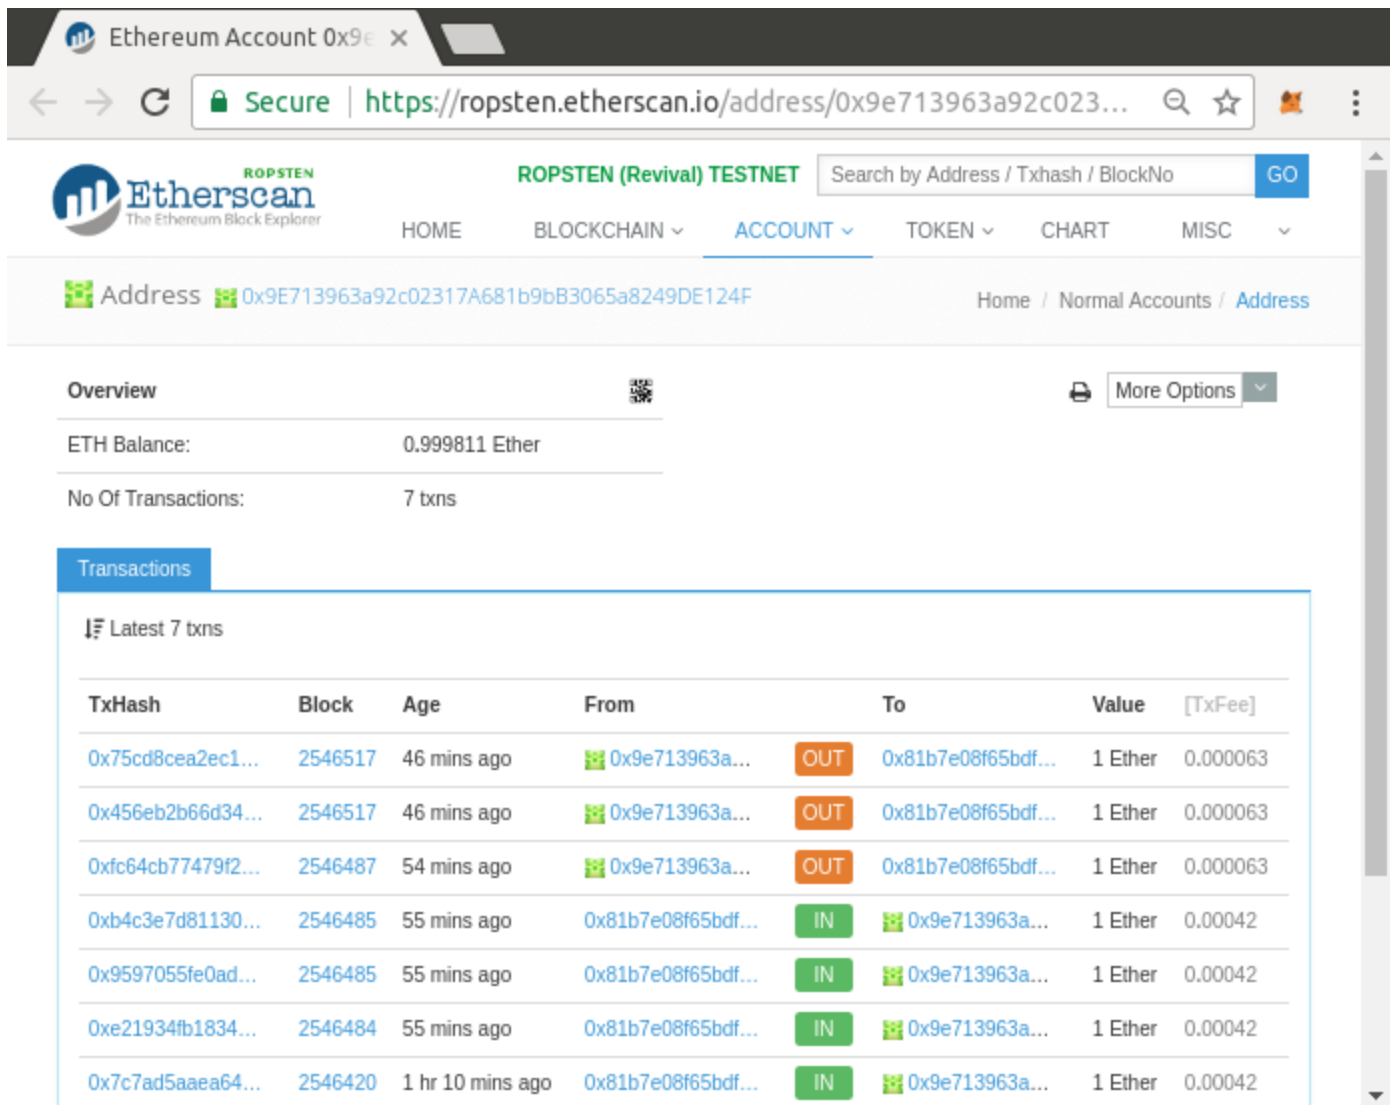 Ethereum Account 0x9e
Secure | https://ropsten.etherscan.io/address/0x9e713963a92c023...
ROPSTEN
Etherscan
The Ethereum Block Explorer
ROPSTEN (Revival) TESTNET
Search by Address / Txhash / BlockNo
GO
HOME BLOCKCHAIN ACCOUNT TOKEN CHART MISC
Address 0x9E713963a92c02317A681b9bB3065a8249DE124F
Home / Normal Accounts / Address
Overview
More Options
ETH Balance: 0.999811 Ether
No Of Transactions: 7 txns
Transactions
Latest 7 txns
TxHash Block Age From To Value [TxFee]
0x75cd8cea2ec1... 2546517 46 mins ago 0x9e713963a... OUT 0x81b7e08f65bdf... 1 Ether 0.000063
0x456eb2b66d34... 2546517 46 mins ago 0x9e713963a... OUT 0x81b7e08f65bdf... 1 Ether 0.000063
0xfc64cb77479f2... 2546487 54 mins ago 0x9e713963a... OUT 0x81b7e08f65bdf... 1 Ether 0.000063
0xb4c3e7d81130... 2546485 55 mins ago 0x81b7e08f65bdf... IN 0x9e713963a... 1 Ether 0.00042
0x9597055fe0ad... 2546485 55 mins ago 0x81b7e08f65bdf... IN 0x9e713963a... 1 Ether 0.00042
0xe21934fb1834... 2546484 55 mins ago 0x81b7e08f65bdf... IN 0x9e713963a... 1 Ether 0.00042
0x7c7ad5aaea64... 2546420 1 hr 10 mins ago 0x81b7e08f65bdf... IN 0x9e713963a... 1 Ether 0.00042